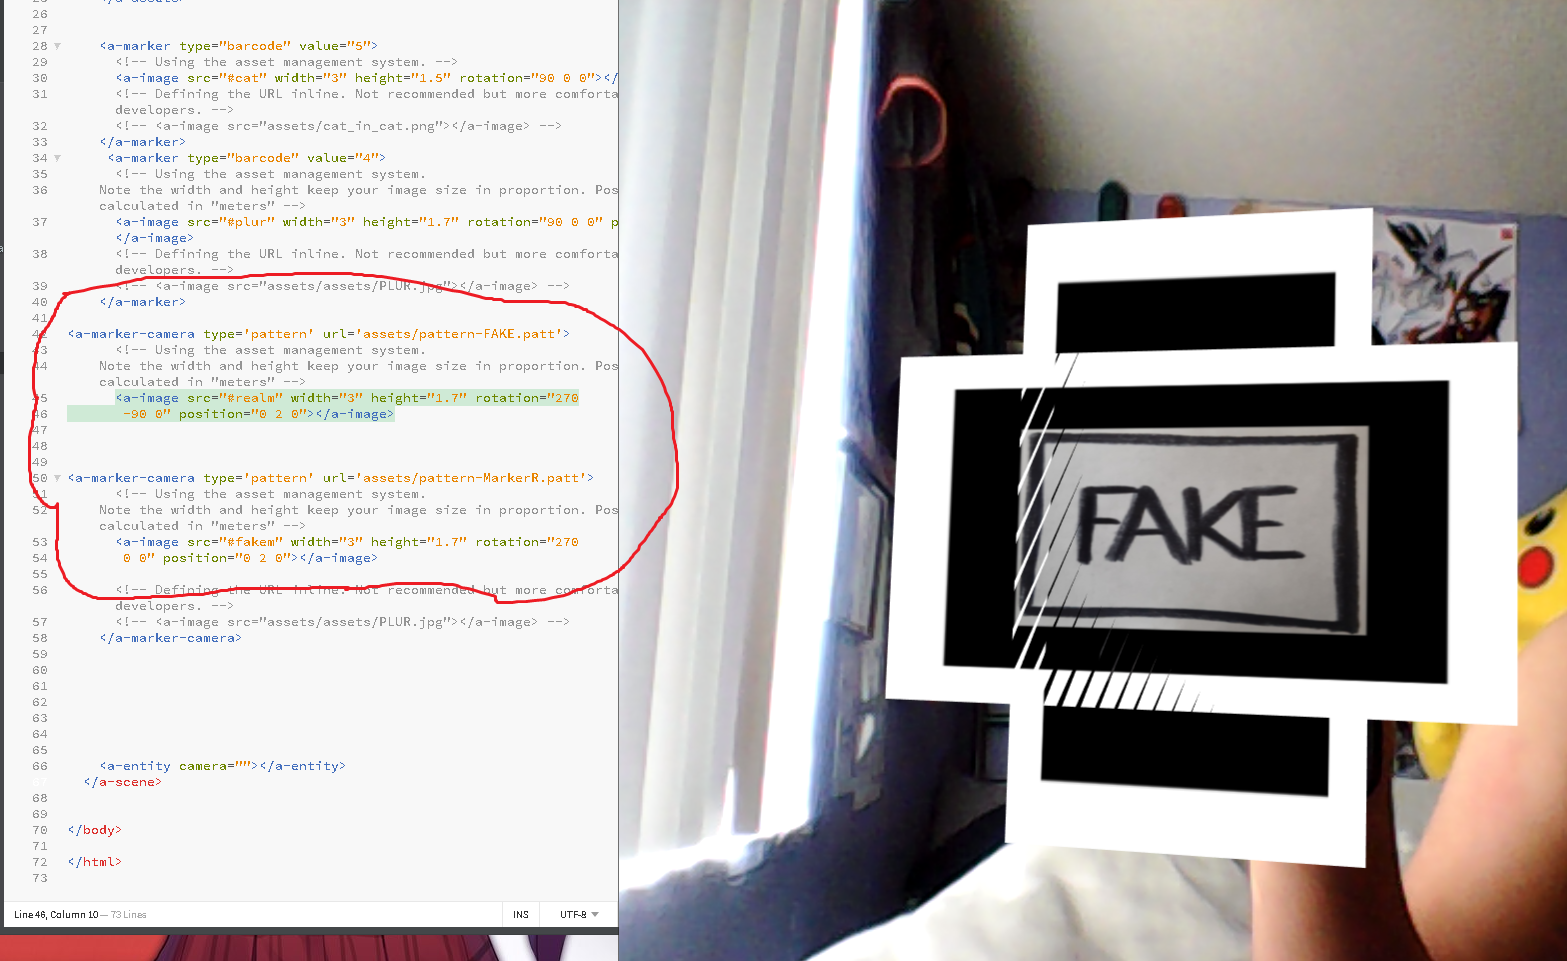 26
27
28 <a-marker type="barcode" value="5">
29 <!-- Using the asset management system. -->
30 <a-image src="#cat" width="3" height="1.5" rotation="90 0 0"></
31 <!-- Defining the URL inline. Not recommended but more comforta
developers. -->
32 <!-- <a-image src="assets/cat_in_cat.png"></a-image> -->
33 </a-marker>
34 <a-marker type="barcode" value="4">
35 <!-- Using the asset management system.
36 Note the width and height keep your image size in proportion. Pos
calculated in "meters" -->
37 <a-image src="#plur" width="3" height="1.7" rotation="90 0 0" p
</a-image>
38 <!-- Defining the URL inline. Not recommended but more comforta
developers. -->
39 <!-- <a-image src="assets/assets/PLUR.jpg"></a-image> -->
40 </a-marker>
41
42 <a-marker-camera type='pattern' url='assets/pattern-FAKE.patt'>
43 <!-- Using the asset management system.
44 Note the width and height keep your image size in proportion. Pos
calculated in "meters" -->
45 <a-image src="#realm" width="3" height="1.7" rotation="270
46 -90 0" position="0 2 0"></a-image>
47
48
49
50 <a-marker-camera type='pattern' url='assets/pattern-MarkerR.patt'>
51 <!-- Using the asset management system.
52 Note the width and height keep your image size in proportion. Pos
calculated in "meters" -->
53 <a-image src="#fakem" width="3" height="1.7" rotation="270
54 0 0" position="0 2 0"></a-image>
55
56 <!-- Defining the URL inline. Not recommended but more comforta
developers. -->
57 <!-- <a-image src="assets/assets/PLUR.jpg"></a-image> -->
58 </a-marker-camera>
59
60
61
62
63
64
65
66 <a-entity camera=""></a-entity>
67 </a-scene>
68
69
70 </body>
71
72 </html>
73
Line 46, Column 10 — 73 Lines
INS
UTF-8
FAKE